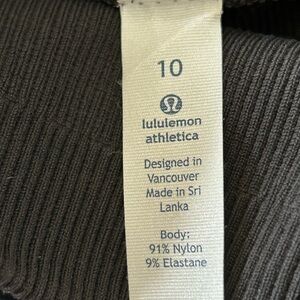 10
lululemon
athletica
Designed in
Vancouver
Made in Sri
Lanka
Body:
91% Nylon
9% Elastane